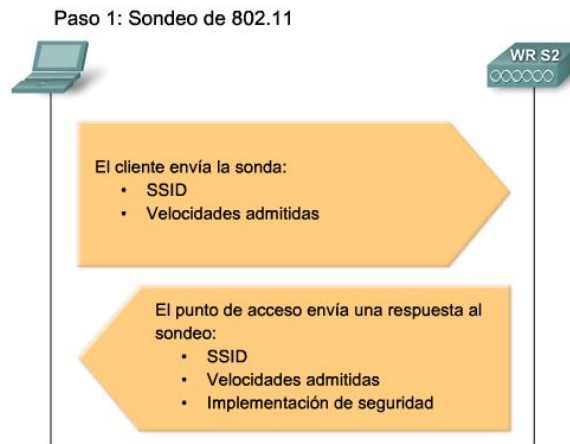 Paso 1: Sondeo de 802.11
WR S2
El cliente envía la sonda:
• SSID
• Velocidades admitidas
El punto de acceso envía una respuesta al
sondeo:
• SSID
• Velocidades admitidas
• Implementación de seguridad